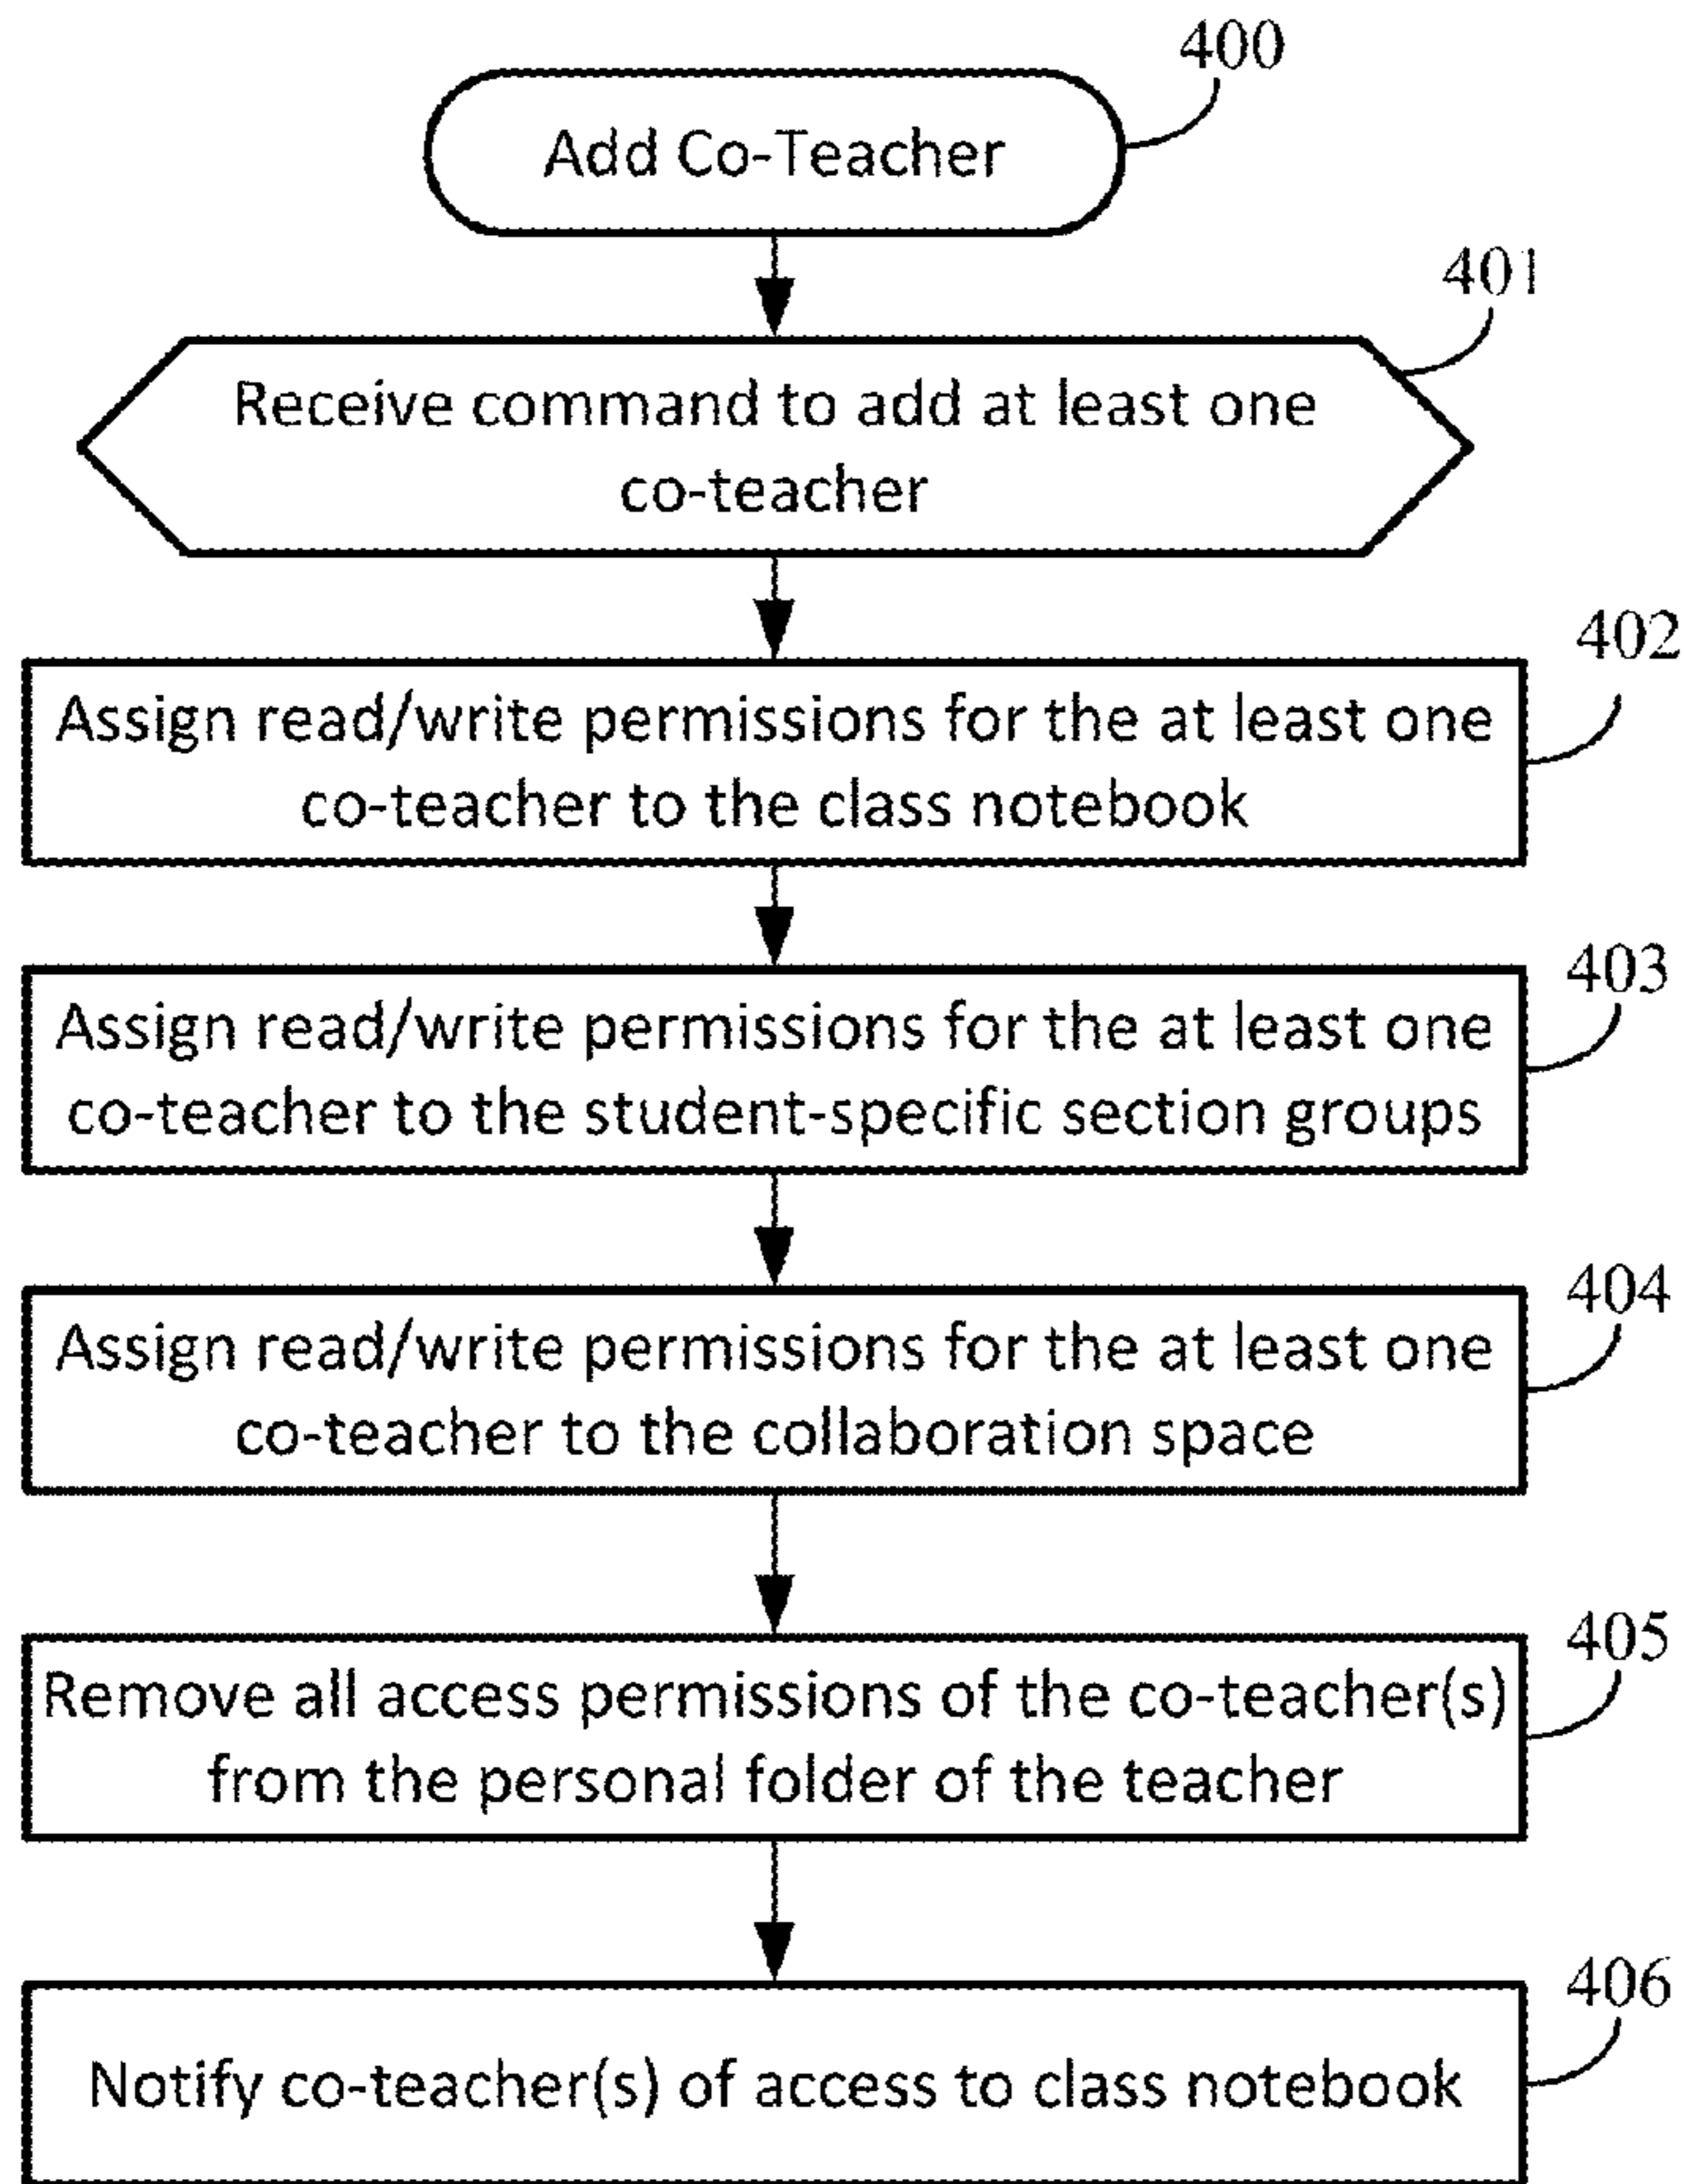 400
Add Co-Teacher
401
Receive command to add at least one
co-teacher
402
Assign read/write permissions for the at least one
co-teacher to the class notebook
403
Assign read/write permissions for the at least one
co-teacher to the student-specific section groups
404
Assign read/write permissions for the at least one
co-teacher to the collaboration space
405
Remove all access permissions of the co-teacher(s)
from the personal folder of the teacher
406
Notify co-teacher(s) of access to class notebook